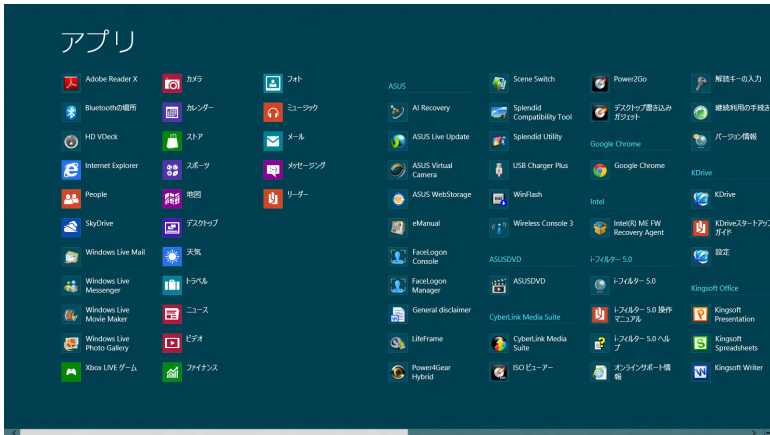 アプリ
Adobe Reader X
Bluetoothの場所
HD VDeck
Internet Explorer
People
SkyDrive
Windows Live Mail
Windows Live
Messenger
Windows Live
Movie Maker
Windows Live
Photo Gallery
Xbox LIVE ゲーム
カメラ
カレンダー
ストア
スポーツ
地図
デスクトップ
天気
トラベル
ニュース
ビデオ
ファイナンス
フォト
ミュージック
メール
メッセージング
リーダー
ASUS
AI Recovery
ASUS Live Update
ASUS Virtual
Camera
ASUS WebStorage
eManual
FaceLogon
Console
FaceLogon
Manager
General disclaimer
LifeFrame
Power4Gear
Hybrid
Scene Switch
Splendid
Compatibility Tool
Splendid Utility
USB Charger Plus
WinFlash
Wireless Console 3
ASUSDVD
ASUSDVD
CyberLink Media Suite
CyberLink Media
Suite
ISO ビューアー
Power2Go
デスクトップ書き込み
ガジェット
Google Chrome
Google Chrome
Intel
Intel(R) ME FW
Recovery Agent
i-フィルター 5.0
i-フィルター 5.0
i-フィルター 5.0 操作
マニュアル
i-フィルター 5.0 ヘル
プ
オンラインサポート情
報
解読キーの入力
継続利用の手続き
バージョン情報
KDrive
KDrive
KDriveスタートアップ
ガイド
設定
Kingsoft Office
Kingsoft
Presentation
Kingsoft
Spreadsheets
Kingsoft Writer